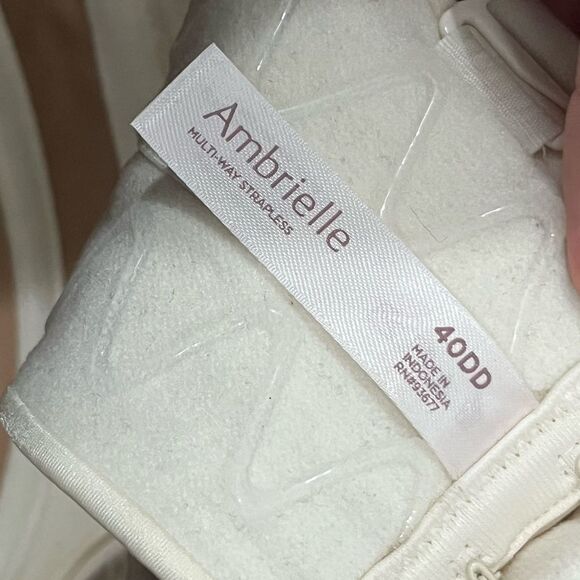 Ambrielle
MULTI-WAY STRAPLESS
40DD
MADE IN
INDONESIA
RN#93677